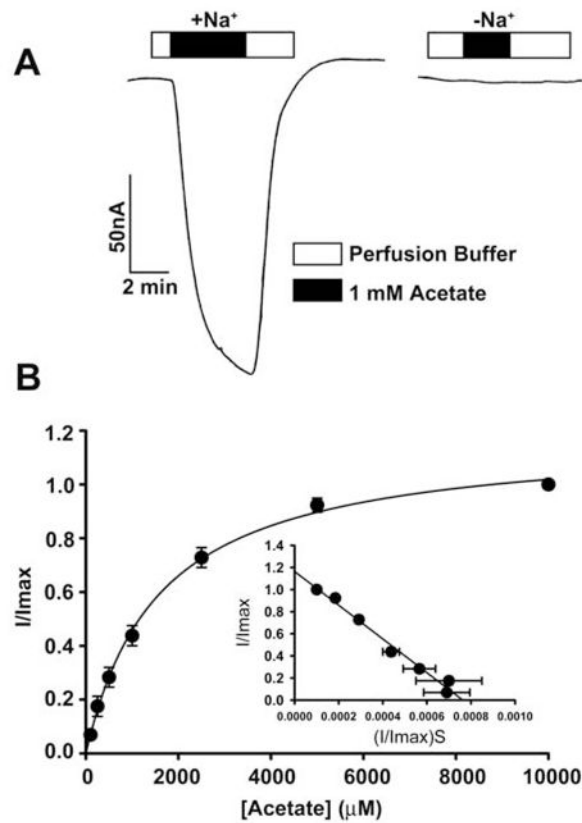 A
+Na⁺
-Na⁺
50nA
2 min
Perfusion Buffer
1 mM Acetate
B
I/Imax
1.2
1.0
0.8
0.6
0.4
0.2
0.0
0 2000 4000 6000 8000 10000
[Acetate] (μM)
I/Imax
1.4
1.2
1.0
0.8
0.6
0.4
0.2
0.0
0.0000 0.0002 0.0004 0.0006 0.0008 0.0010
(I/Imax)S